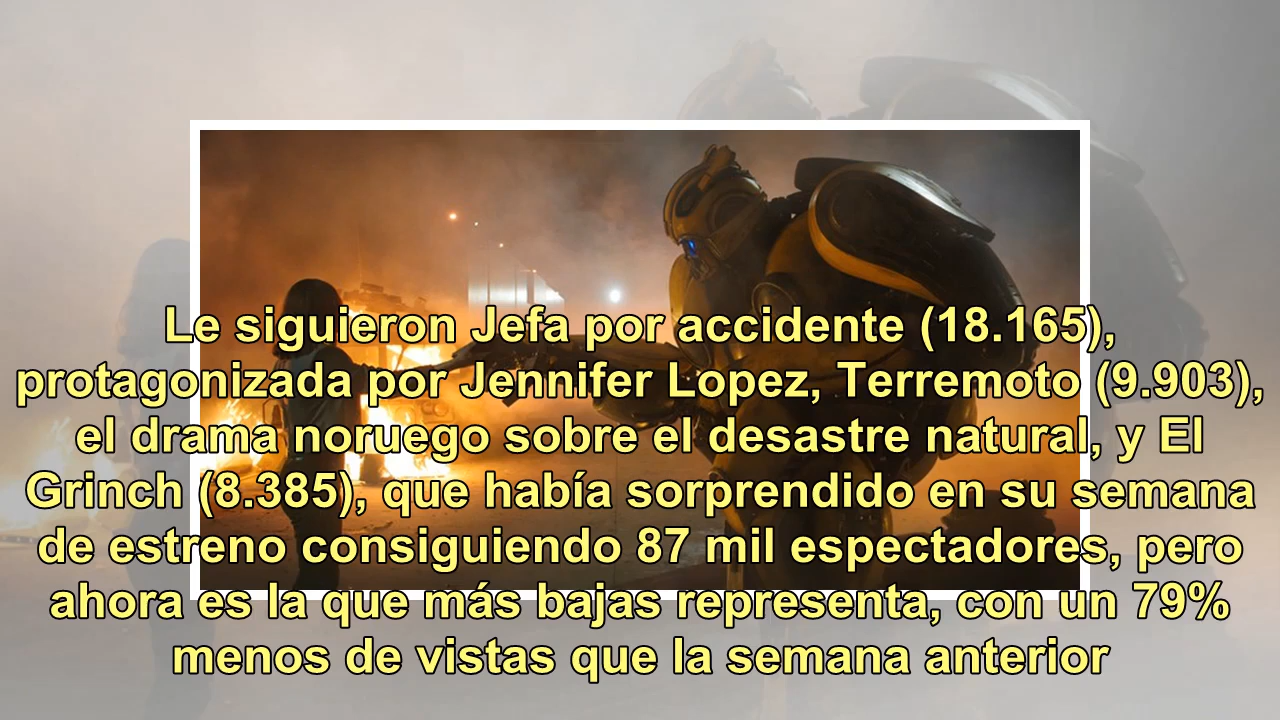 Le siguieron Jefa por accidente (18.165),
protagonizada por Jennifer Lopez, Terremoto (9.903),
el drama noruego sobre el desastre natural, y El
Grinch (8.385), que había sorprendido en su semana
de estreno consiguiendo 87 mil espectadores, pero
ahora es la que más bajas representa, con un 79%
menos de vistas que la semana anterior